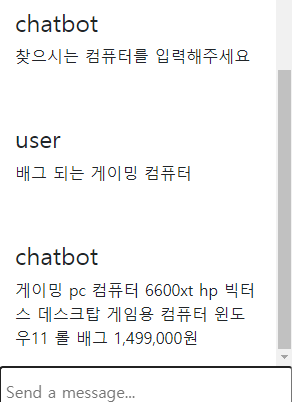 chatbot
찾으시는 컴퓨터를 입력해주세요
user
배그 되는 게이밍 컴퓨터
chatbot
게이밍 pc 컴퓨터 6600xt hp 빅터
스 데스크탑 게임용 컴퓨터 윈도
우11 롤 배그 1,499,000원
Send a message...